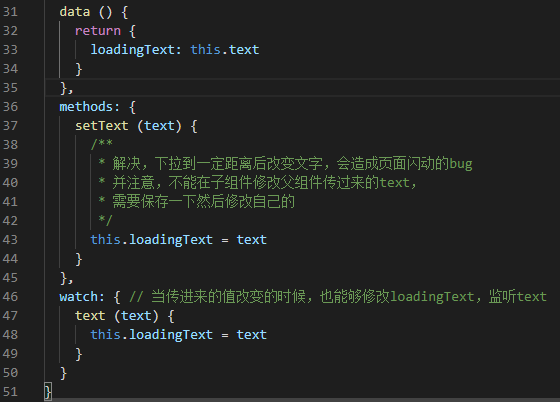 31 data () {
32 return {
33 loadingText: this.text
34 }
35 },
36 methods: {
37 setText (text) {
38 /**
39 * 解决，下拉到一定距离后改变文字，会造成页面闪动的bug
40 * 并注意，不能在子组件修改父组件传过来的text，
41 * 需要保存一下然后修改自己的
42 */
43 this.loadingText = text
44 }
45 },
46 watch: { // 当传进来的值改变的时候，也能够修改loadingText，监听text
47 text (text) {
48 this.loadingText = text
49 }
50 }
51 }